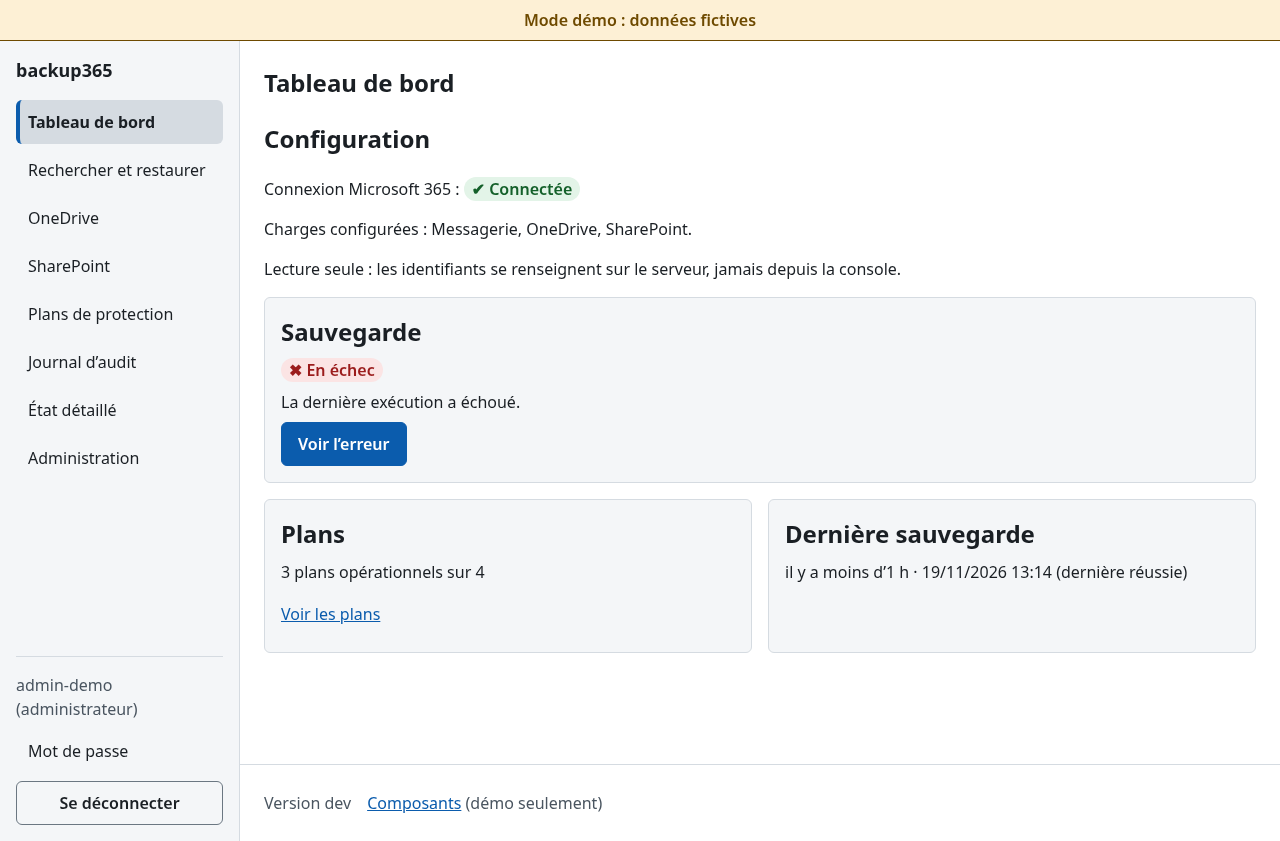 Mode démo : données fictives
backup365
Tableau de bord
Rechercher et restaurer
OneDrive
SharePoint
Plans de protection
Journal d’audit
État détaillé
Administration
admin-demo
(administrateur)
Mot de passe
Se déconnecter
Tableau de bord
Configuration
Connexion Microsoft 365 : ✔ Connectée
Charges configurées : Messagerie, OneDrive, SharePoint.
Lecture seule : les identifiants se renseignent sur le serveur, jamais depuis la console.
Sauvegarde
✖ En échec
La dernière exécution a échoué.
Voir l’erreur
Plans
3 plans opérationnels sur 4
Voir les plans
Dernière sauvegarde
il y a moins d’1 h · 19/11/2026 13:14 (dernière réussie)
Version dev Composants (démo seulement)